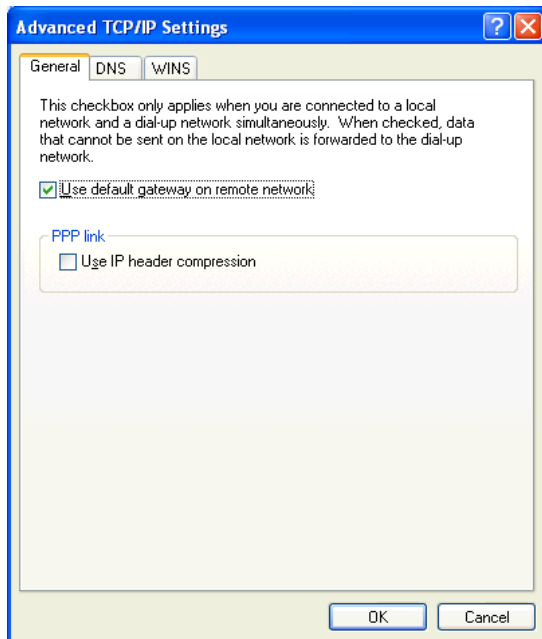 Advanced TCP/IP Settings
General DNS WINS
This checkbox only applies when you are connected to a local
network and a dial-up network simultaneously. When checked, data
that cannot be sent on the local network is forwarded to the dial-up
network.
Use default gateway on remote network
PPP link
Use IP header compression
OK Cancel